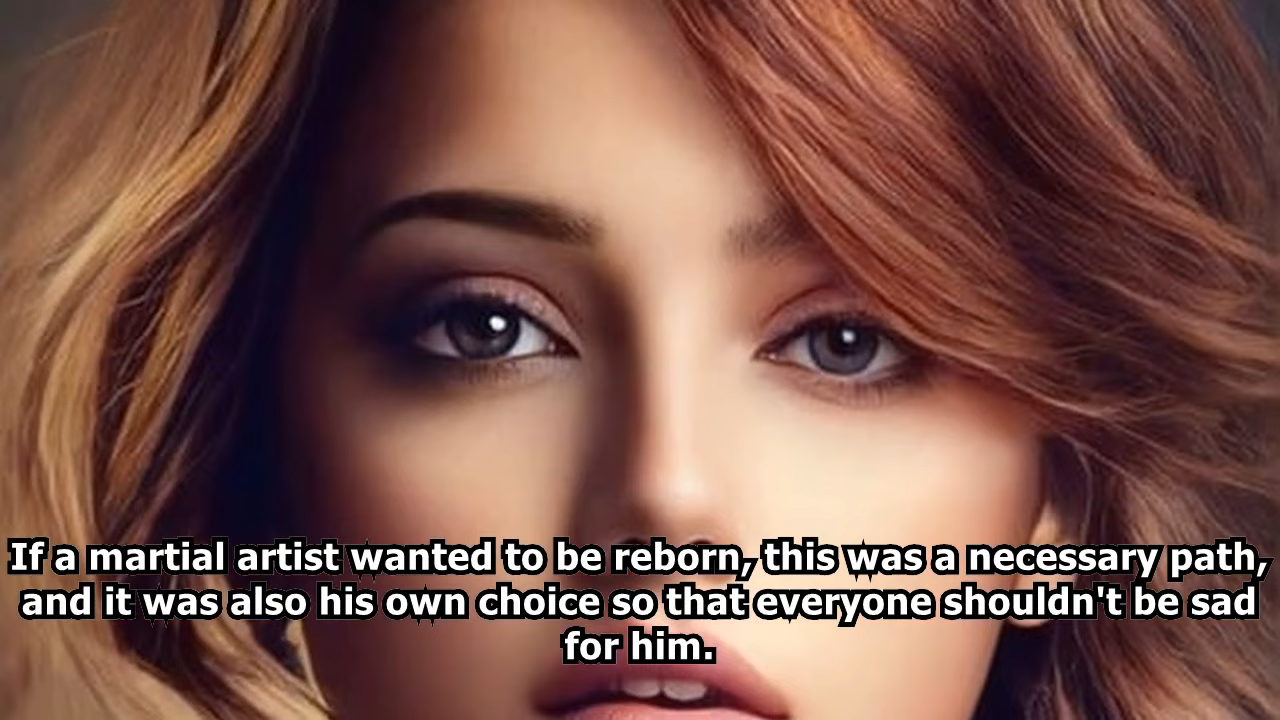 If a martial artist wanted to be reborn, this was a necessary path,
and it was also his own choice so that everyone shouldn't be sad
for him.